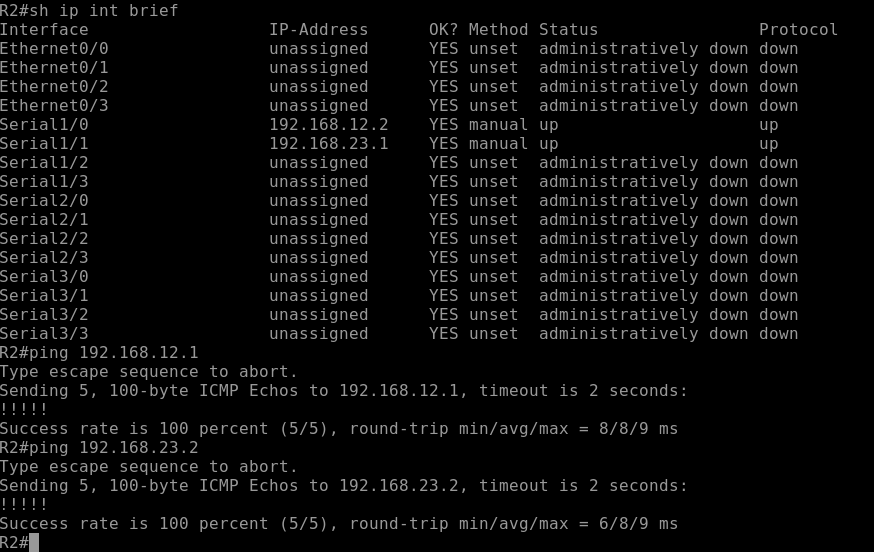 R2#sh ip int brief
Interface                  IP-Address      OK? Method Status                Protocol
Ethernet0/0                unassigned      YES unset  administratively down down
Ethernet0/1                unassigned      YES unset  administratively down down
Ethernet0/2                unassigned      YES unset  administratively down down
Ethernet0/3                unassigned      YES unset  administratively down down
Serial1/0                  192.168.12.2    YES manual up                    up
Serial1/1                  192.168.23.1    YES manual up                    up
Serial1/2                  unassigned      YES unset  administratively down down
Serial1/3                  unassigned      YES unset  administratively down down
Serial2/0                  unassigned      YES unset  administratively down down
Serial2/1                  unassigned      YES unset  administratively down down
Serial2/2                  unassigned      YES unset  administratively down down
Serial2/3                  unassigned      YES unset  administratively down down
Serial3/0                  unassigned      YES unset  administratively down down
Serial3/1                  unassigned      YES unset  administratively down down
Serial3/2                  unassigned      YES unset  administratively down down
Serial3/3                  unassigned      YES unset  administratively down down
R2#ping 192.168.12.1
Type escape sequence to abort.
Sending 5, 100-byte ICMP Echos to 192.168.12.1, timeout is 2 seconds:
!!!!!
Success rate is 100 percent (5/5), round-trip min/avg/max = 8/8/9 ms
R2#ping 192.168.23.2
Type escape sequence to abort.
Sending 5, 100-byte ICMP Echos to 192.168.23.2, timeout is 2 seconds:
!!!!!
Success rate is 100 percent (5/5), round-trip min/avg/max = 6/8/9 ms
R2#